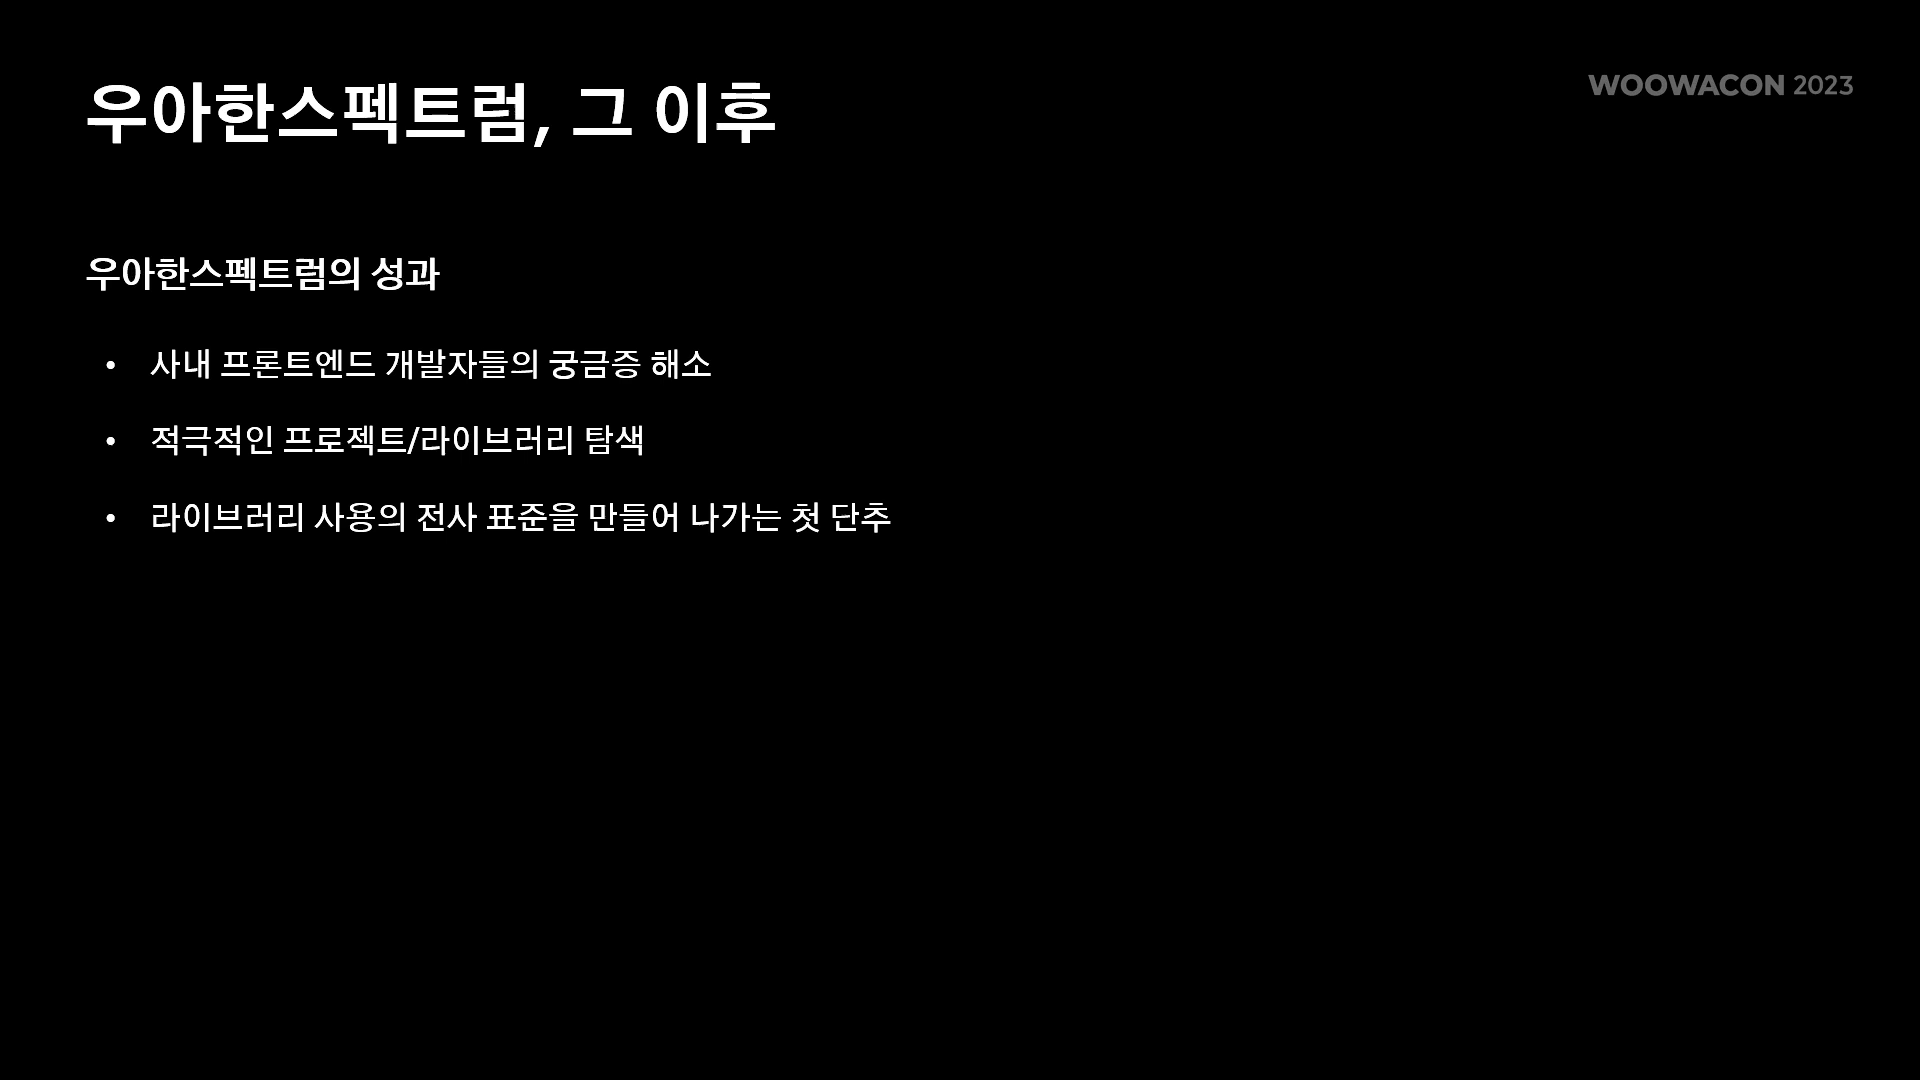 우아한스펙트럼, 그 이후
WOOWACON 2023
우아한스펙트럼의 성과
• 사내 프론트엔드 개발자들의 궁금증 해소
• 적극적인 프로젝트/라이브러리 탐색
• 라이브러리 사용의 전사 표준을 만들어 나가는 첫 단추